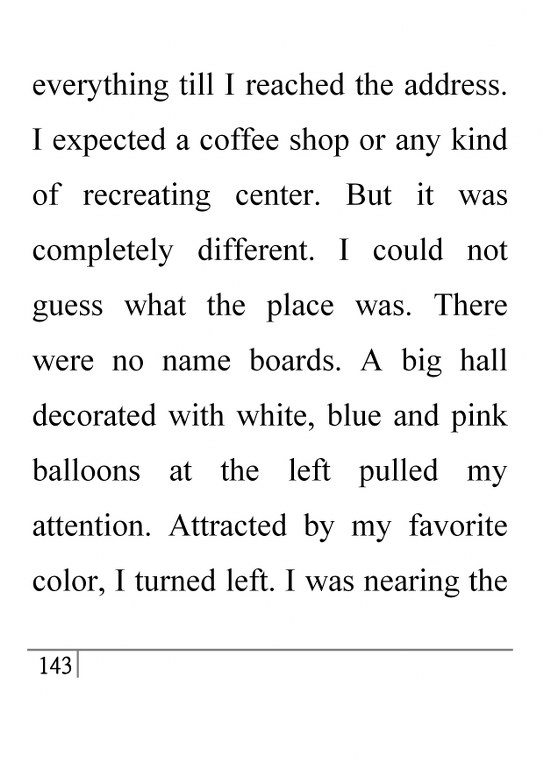 everything till I reached the address.
I expected a coffee shop or any kind
of recreating center. But it was
completely different. I could not
guess what the place was. There
were no name boards. A big hall
decorated with white, blue and pink
balloons at the left pulled my
attention. Attracted by my favorite
color, I turned left. I was nearing the
143